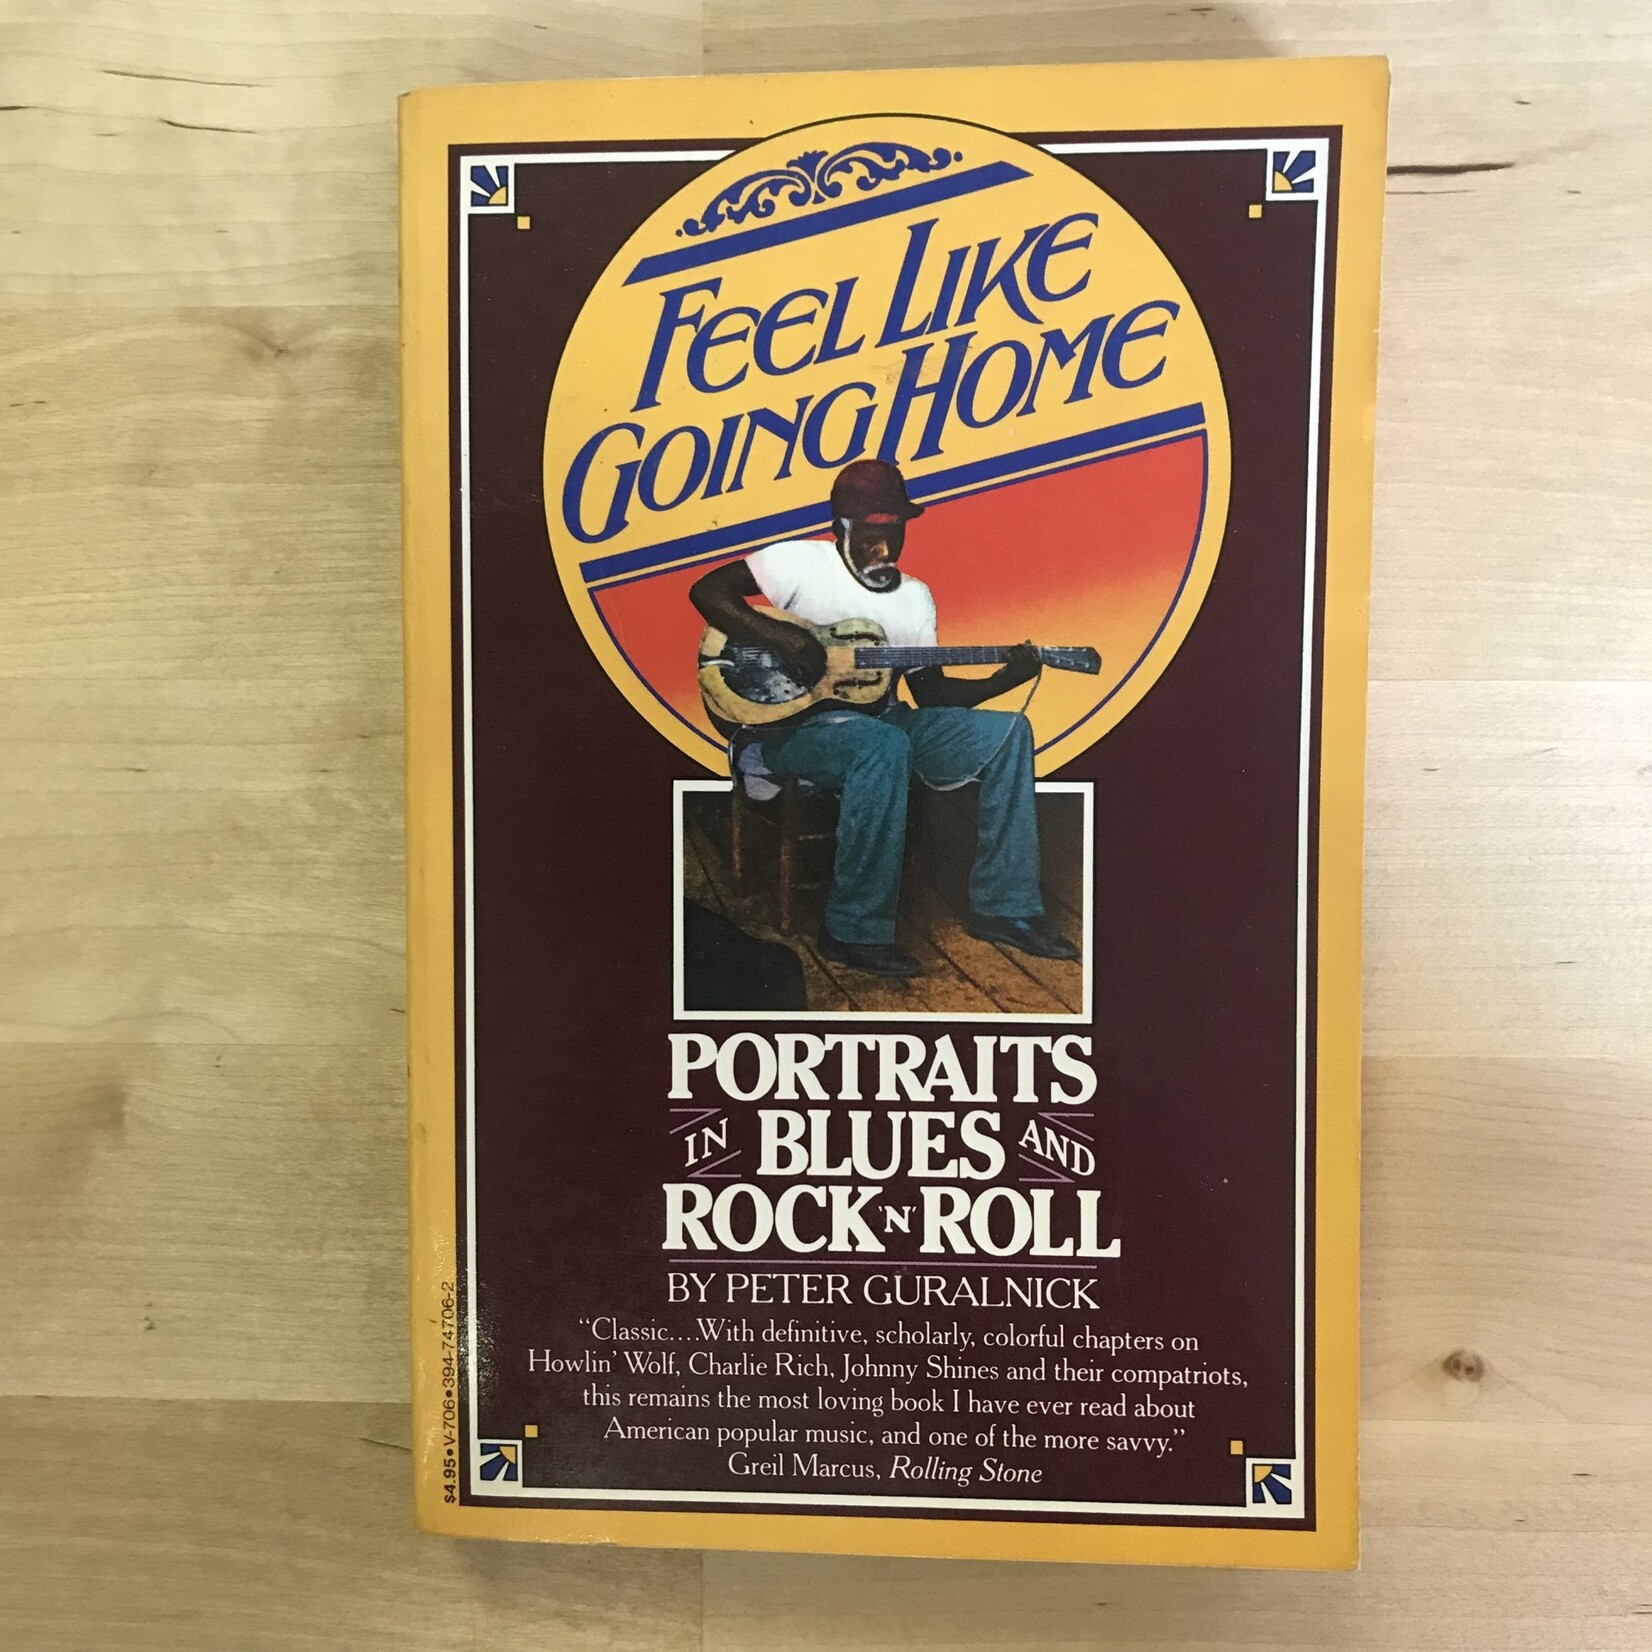 FEEL LIKE
GOING HOME
PORTRAITS
IN BLUES AND
ROCK 'N' ROLL
BY PETER GURALNICK
“Classic....With definitive, scholarly, colorful chapters on
Howlin' Wolf, Charlie Rich, Johnny Shines and their compatriots,
this remains the most loving book I have ever read about
American popular music, and one of the more savvy.”
Greil Marcus, Rolling Stone
$4.95•V-706•394-74706-2